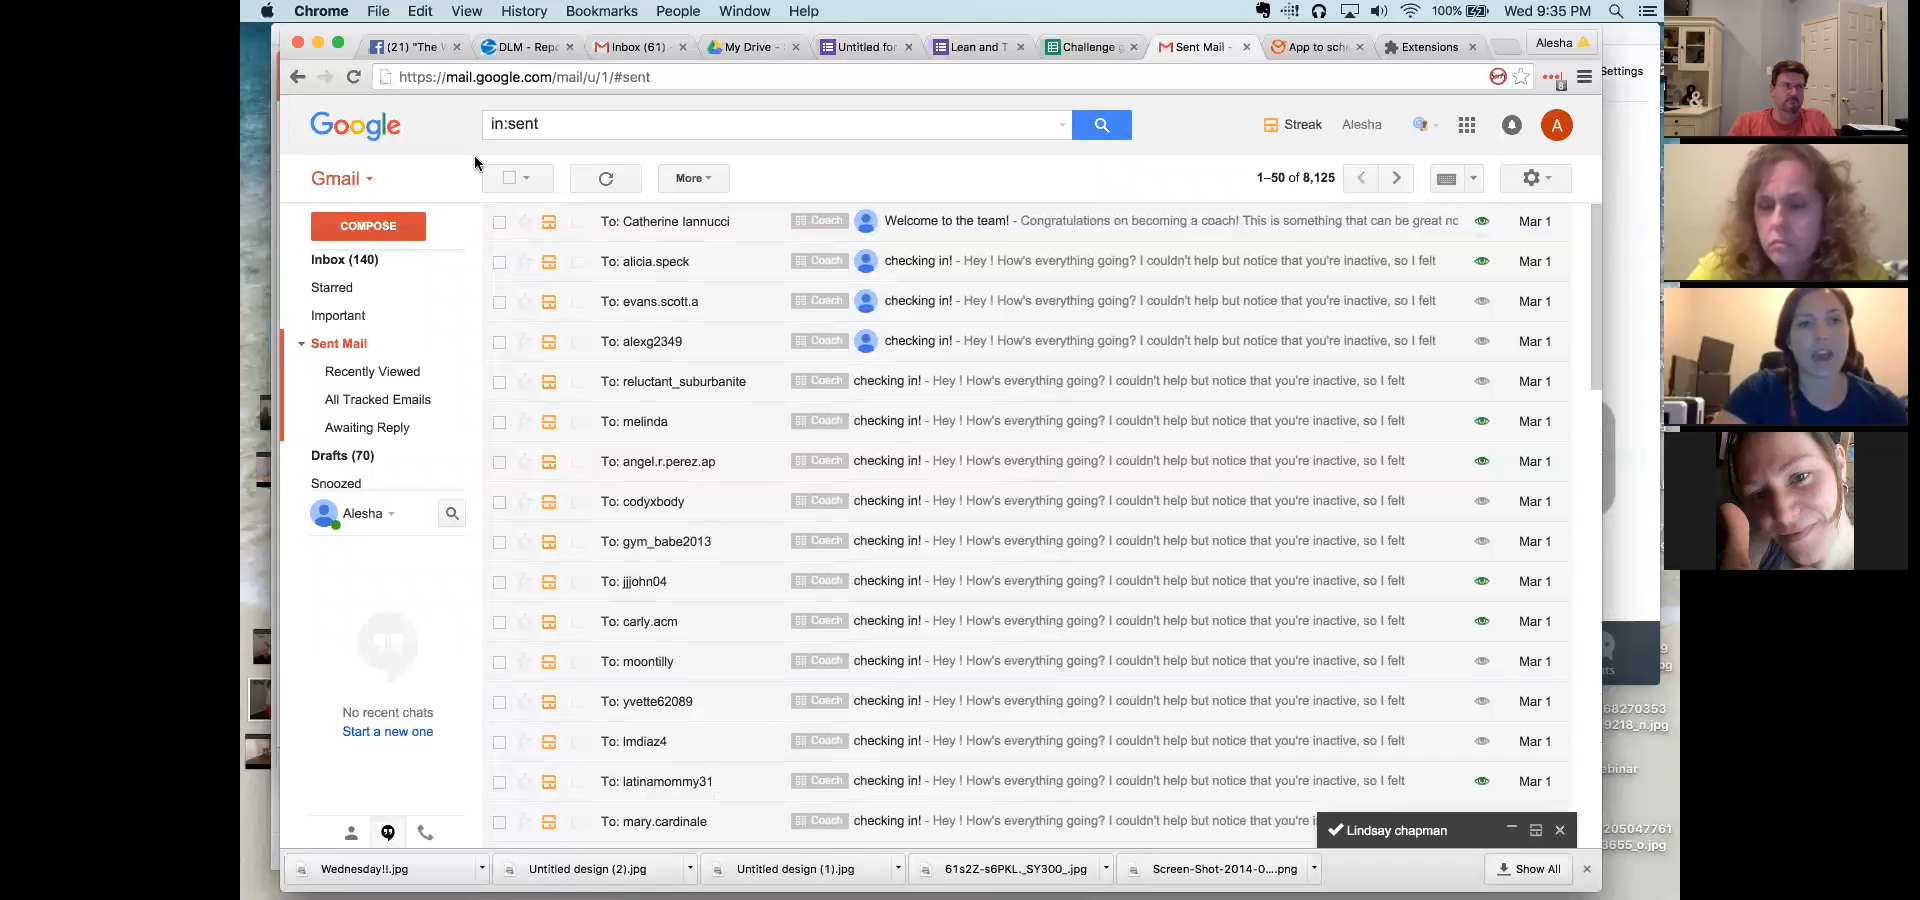 Chrome File Edit View History Bookmarks People Window Help 100% Wed 9:35 PM
(21) "The DLM - Repo Inbox (61) - My Drive - Untitled for Lean and T Challenge Sent Mail - App to sch Extensions Alesha
https://mail.google.com/mail/u/1/#sent
Settings
Google in:sent Streak Alesha A
Gmail More 1–50 of 8,125
COMPOSE
Inbox (140)
Starred
Important
Sent Mail
Recently Viewed
All Tracked Emails
Awaiting Reply
Drafts (70)
Snoozed
Alesha
No recent chats
Start a new one
To: Catherine Iannucci Coach Welcome to the team! - Congratulations on becoming a coach! This is something that can be great no Mar 1
To: alicia.speck Coach checking in! - Hey ! How's everything going? I couldn't help but notice that you're inactive, so I felt Mar 1
To: evans.scott.a Coach checking in! - Hey ! How's everything going? I couldn't help but notice that you're inactive, so I felt Mar 1
To: alexg2349 Coach checking in! - Hey ! How's everything going? I couldn't help but notice that you're inactive, so I felt Mar 1
To: reluctant_suburbanite Coach checking in! - Hey ! How's everything going? I couldn't help but notice that you're inactive, so I felt Mar 1
To: melinda Coach checking in! - Hey ! How's everything going? I couldn't help but notice that you're inactive, so I felt Mar 1
To: angel.r.perez.ap Coach checking in! - Hey ! How's everything going? I couldn't help but notice that you're inactive, so I felt Mar 1
To: codyxbody Coach checking in! - Hey ! How's everything going? I couldn't help but notice that you're inactive, so I felt Mar 1
To: gym_babe2013 Coach checking in! - Hey ! How's everything going? I couldn't help but notice that you're inactive, so I felt Mar 1
To: jjjohn04 Coach checking in! - Hey ! How's everything going? I couldn't help but notice that you're inactive, so I felt Mar 1
To: carly.acm Coach checking in! - Hey ! How's everything going? I couldn't help but notice that you're inactive, so I felt Mar 1
To: moontilly Coach checking in! - Hey ! How's everything going? I couldn't help but notice that you're inactive, so I felt Mar 1
To: yvette62089 Coach checking in! - Hey ! How's everything going? I couldn't help but notice that you're inactive, so I felt Mar 1
To: lmdiaz4 Coach checking in! - Hey ! How's everything going? I couldn't help but notice that you're inactive, so I felt Mar 1
To: latinamommy31 Coach checking in! - Hey ! How's everything going? I couldn't help but notice that you're inactive, so I felt Mar 1
To: mary.cardinale Coach checking in! - Hey ! How's everything going? I couldn't help but notice that you're i
Lindsay chapman
Wednesday!!.jpg Untitled design (2).jpg Untitled design (1).jpg 61s2Z-s6PKL._SY300_.jpg Screen-Shot-2014-0....png Show All
68270353
9218_n.jpg
ebinar
205047761
3655_o.jpg